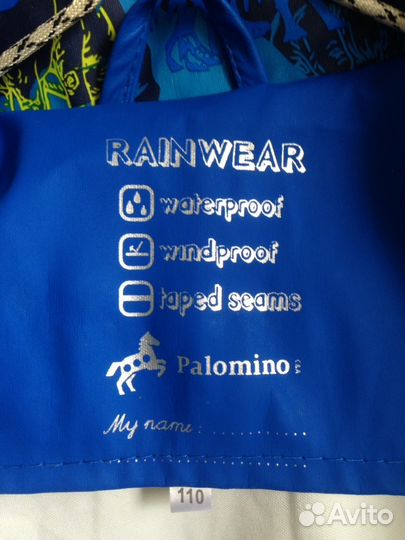 RAINWEAR
waterproof
windproof
taped seams
Palomino C&A
My name:
110
Avito